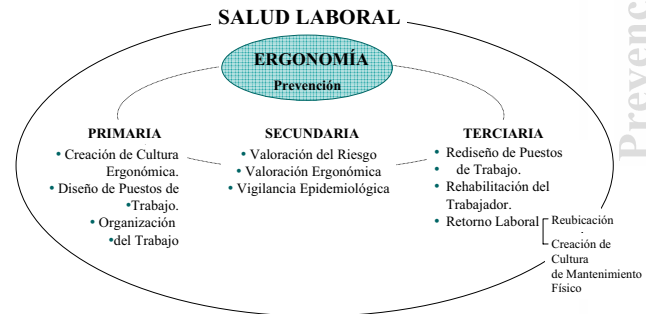 SALUD LABORAL
ERGONOMÍA
Prevención
PRIMARIA
• Creación de Cultura
Ergonómica.
• Diseño de Puestos de
•Trabajo.
• Organización
•del Trabajo
SECUNDARIA
• Valoración del Riesgo
• Valoración Ergonómica
• Vigilancia Epidemiológica
TERCIARIA
• Rediseño de Puestos
• de Trabajo.
• Rehabilitación del
Trabajador.
• Retorno Laboral
Reubicación
Creación de
Cultura
de Mantenimiento
Físico
Prevenc